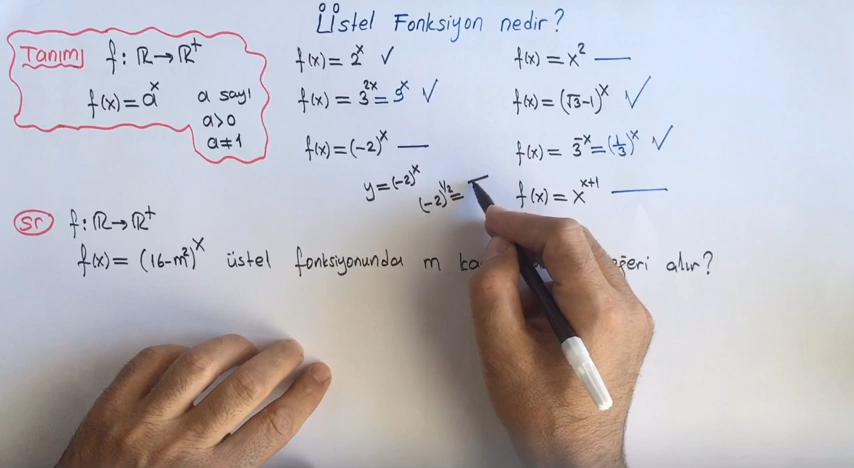 Üstel Fonksiyon nedir?
Tanımı f: R→R⁺
f(x) = aˣ
a sayı
a>0
a≠1
f(x) = 2ˣ ✓
f(x) = 3²ˣ = 9ˣ ✓
f(x) = (-2)ˣ —
y = (-2)ˣ
(-2)^1/2 =
f(x) = x² —
f(x) = (√3-1)ˣ ✓
f(x) = 3⁻ˣ = (1/3)ˣ ✓
f(x) = xˣ⁺¹ —
Sr f: R→R⁺
f(x) = (16-m²)ˣ üstel fonksiyonunda m alır?